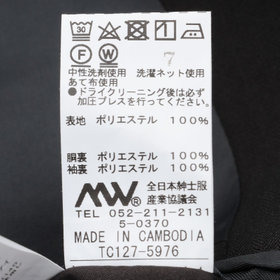 30
7
F W
中性洗剤使用 洗濯ネット使用
あて布使用
●ドライクリーニング後は必ず
加圧プレスを行ってください。
表地 ポリエステル 100%
胴裏 ポリエステル 100%
袖裏 ポリエステル 100%
MW 全日本紳士服
産業協議会
TEL 052-211-2131
5-0370
MADE IN CAMBODIA
TC127-5976